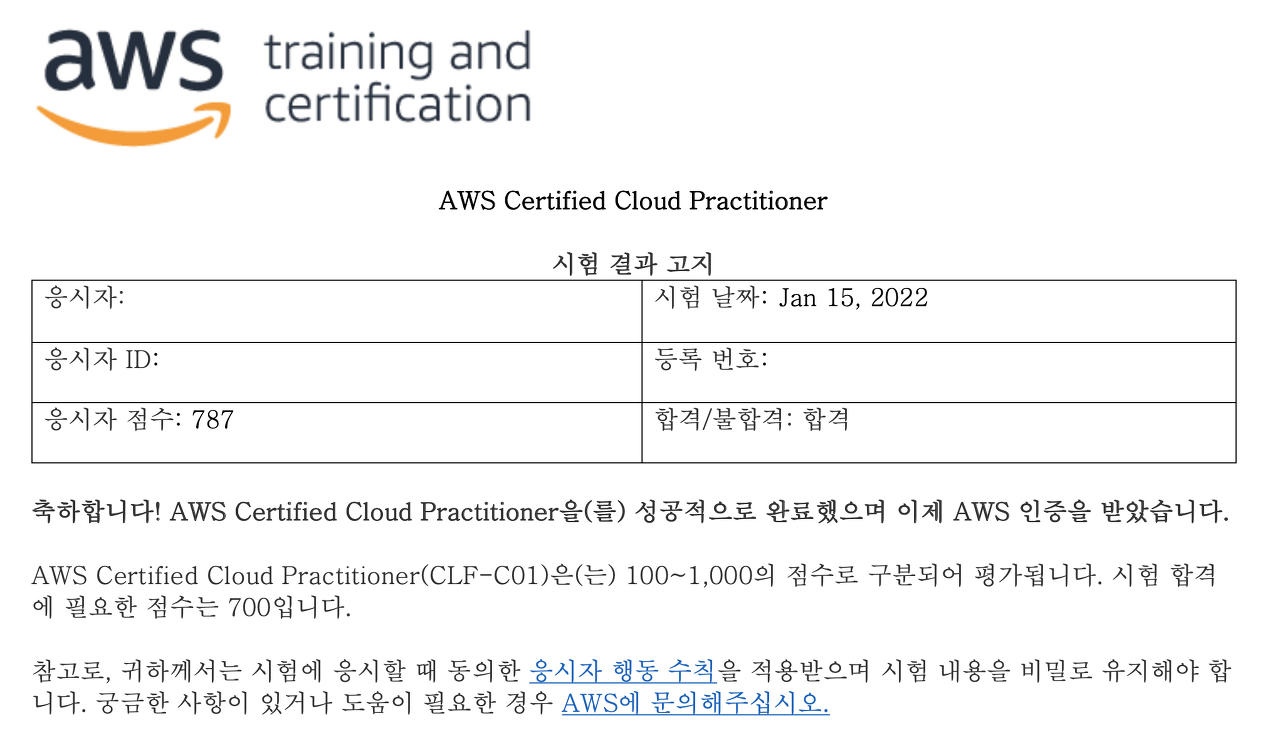 aws training and
certification
AWS Certified Cloud Practitioner
시험 결과 고지
응시자:
시험 날짜: Jan 15, 2022
응시자 ID:
등록 번호:
응시자 점수: 787
합격/불합격: 합격
축하합니다! AWS Certified Cloud Practitioner을(를) 성공적으로 완료했으며 이제 AWS 인증을 받았습니다.
AWS Certified Cloud Practitioner(CLF-C01)은(는) 100~1,000의 점수로 구분되어 평가됩니다. 시험 합격
에 필요한 점수는 700입니다.
참고로, 귀하께서는 시험에 응시할 때 동의한 응시자 행동 수칙을 적용받으며 시험 내용을 비밀로 유지해야 합
니다. 궁금한 사항이 있거나 도움이 필요한 경우 AWS에 문의해주십시오.